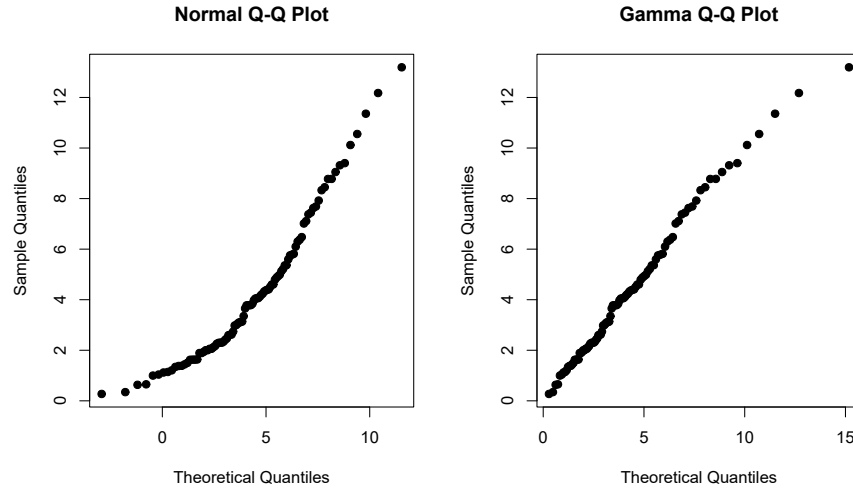 Normal Q-Q Plot
Sample Quantiles
12
10
8
6
4
2
0
0 5 10
Theoretical Quantiles
Gamma Q-Q Plot
Sample Quantiles
12
10
8
6
4
2
0
0 5 10 15
Theoretical Quantiles